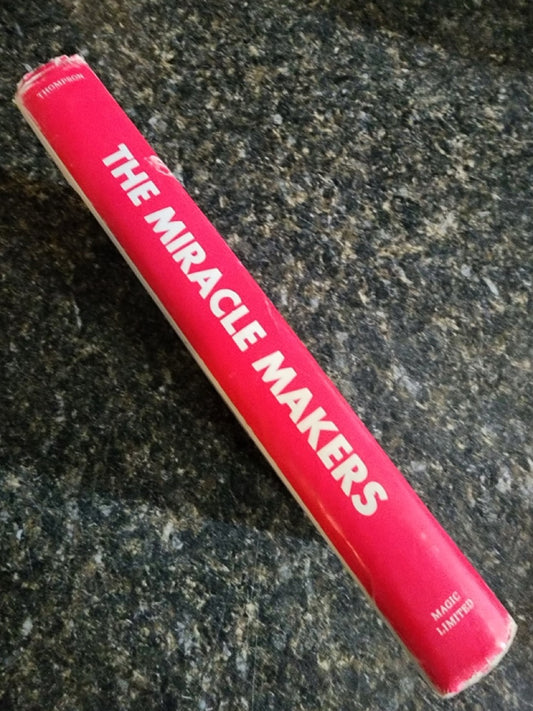 THOMPSON
THE MIRACLE MAKERS
MAGIC
LIMITED